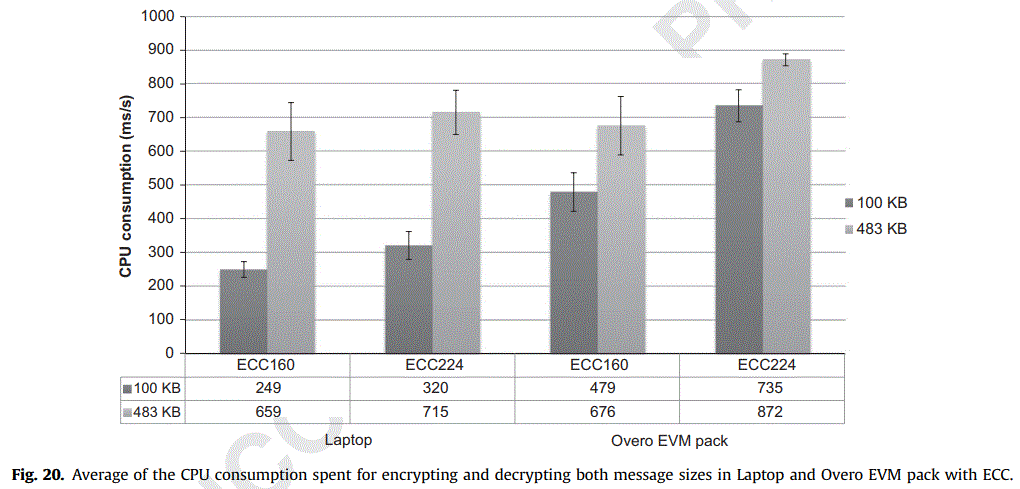 1000
900
800
700
600
500
400
300
200
100
0
CPU consumption (ms/s)
100 KB
483 KB
ECC160 ECC224 ECC160 ECC224
100 KB 249 320 479 735
483 KB 659 715 676 872
Laptop Overo EVM pack
Fig. 20. Average of the CPU consumption spent for encrypting and decrypting both message sizes in Laptop and Overo EVM pack with ECC.